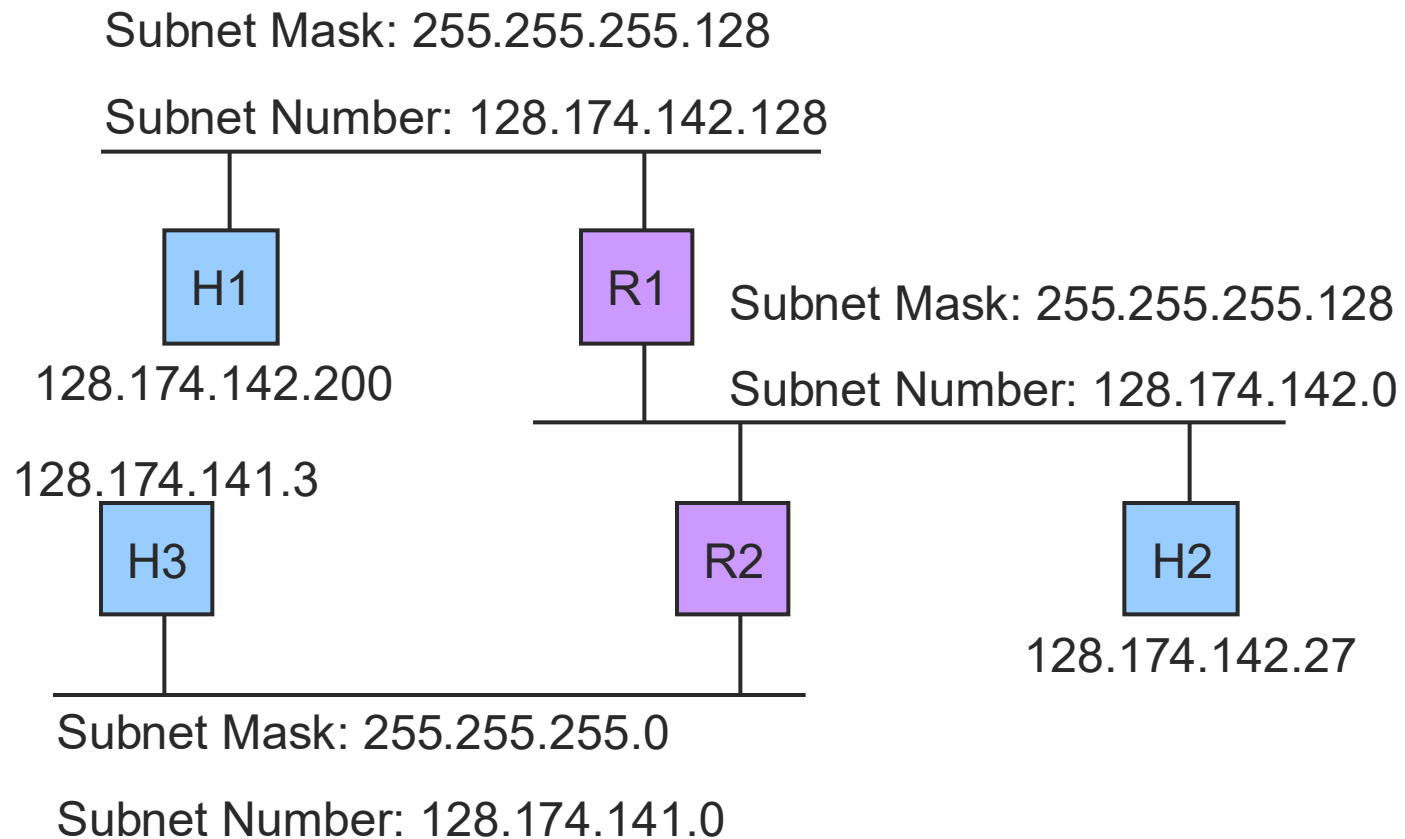 Subnet Mask: 255.255.255.128
Subnet Number: 128.174.142.128
H1
R1
Subnet Mask: 255.255.255.128
128.174.142.200
Subnet Number: 128.174.142.0
128.174.141.3
H3
R2
H2
128.174.142.27
Subnet Mask: 255.255.255.0
Subnet Number: 128.174.141.0